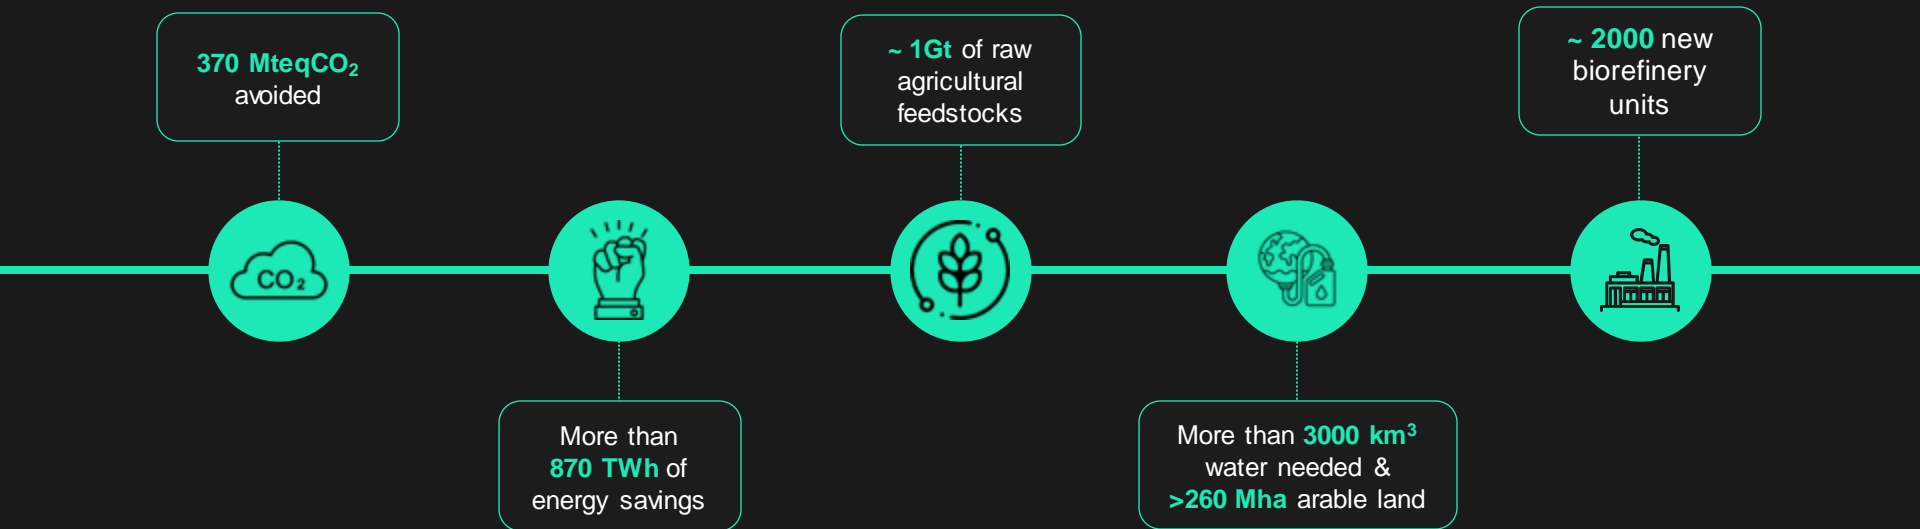 370 MteqCO₂
avoided
CO₂
More than
870 TWh of
energy savings
~ 1Gt of raw
agricultural
feedstocks
More than 3000 km³
water needed &
>260 Mha arable land
~ 2000 new
biorefinery
units